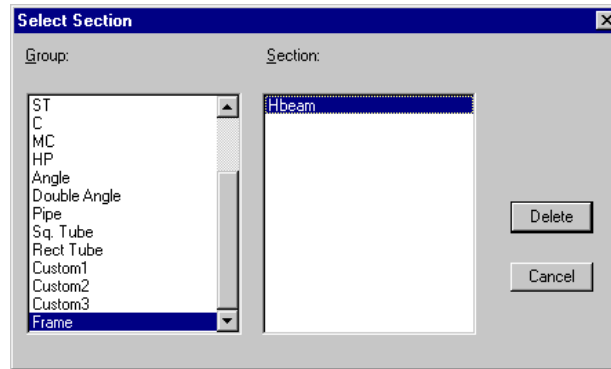 Select Section
Group:
Section:
ST
C
MC
HP
Angle
Double Angle
Pipe
Sq. Tube
Rect Tube
Custom1
Custom2
Custom3
Frame
Hbeam
Delete
Cancel